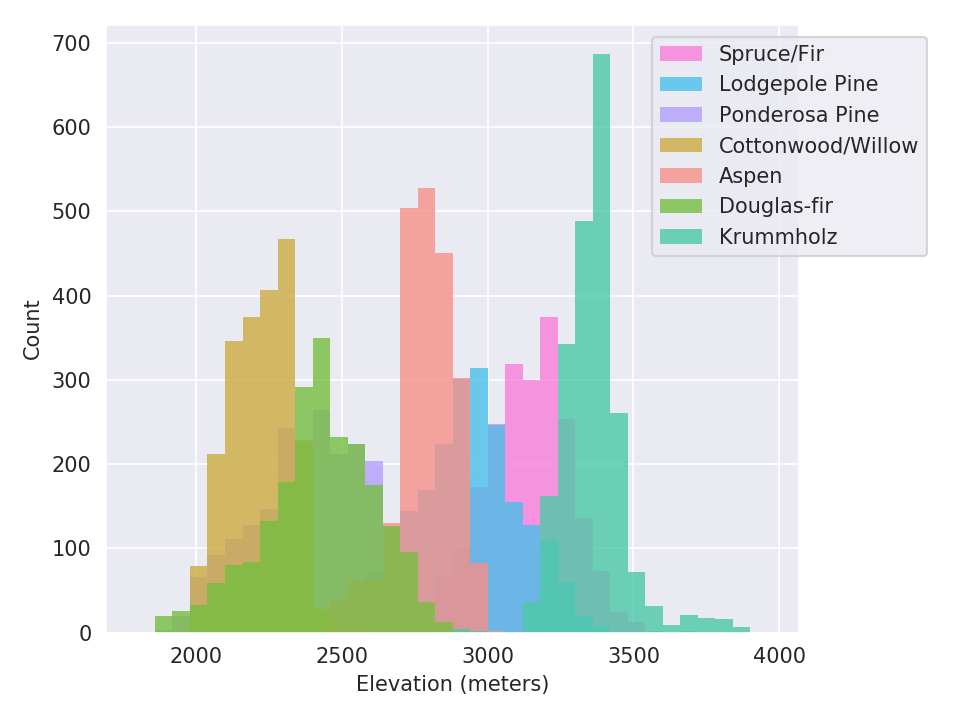 700
600
500
400
300
200
100
0
Count
2000
2500
3000
3500
4000
Elevation (meters)
Spruce/Fir
Lodgepole Pine
Ponderosa Pine
Cottonwood/Willow
Aspen
Douglas-fir
Krummholz